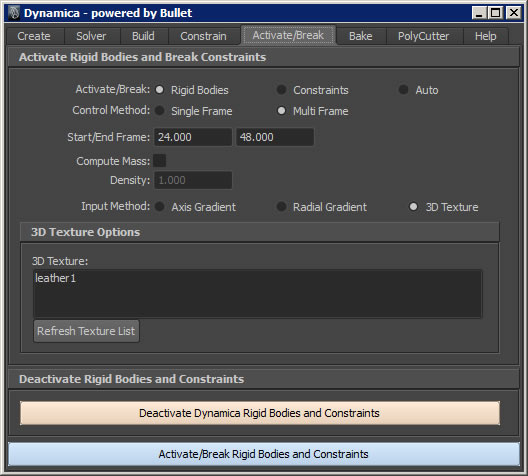 Dynamica - powered by Bullet
Create Solver Build Constrain Activate/Break Bake PolyCutter Help
Activate Rigid Bodies and Break Constraints
Activate/Break: Rigid Bodies Constraints Auto
Control Method: Single Frame Multi Frame
Start/End Frame: 24.000 48.000
Compute Mass:
Density: 1.000
Input Method: Axis Gradient Radial Gradient 3D Texture
3D Texture Options
3D Texture:
leather1
Refresh Texture List
Deactivate Rigid Bodies and Constraints
Deactivate Dynamica Rigid Bodies and Constraints
Activate/Break Rigid Bodies and Constraints